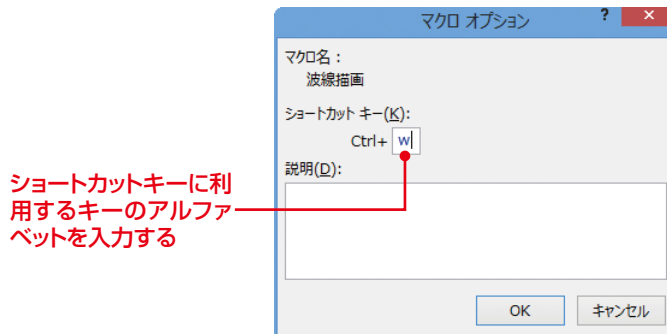 マクロ オプション
? ×
マクロ名：
波線描画
ショートカット キー(K):
Ctrl+ w
説明(D):
ショートカットキーに利
用するキーのアルファ
ベットを入力する
OK キャンセル